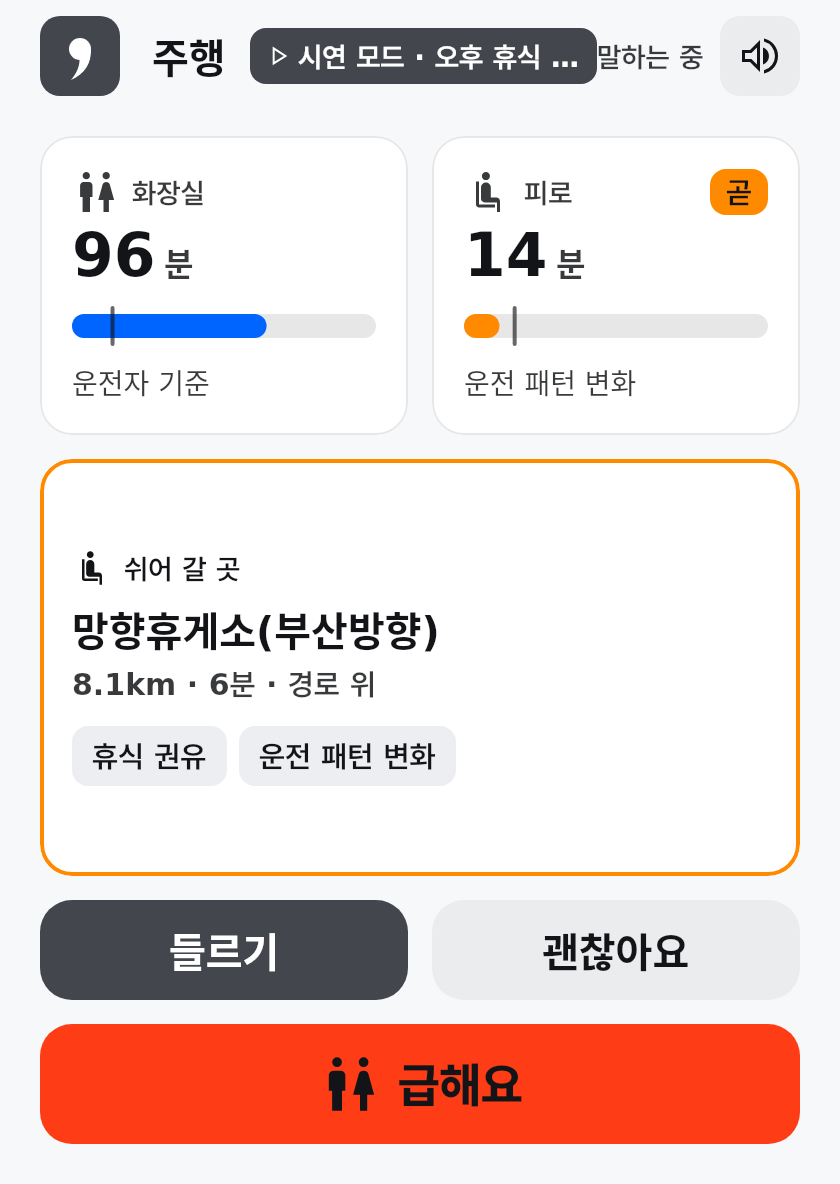 주행
시연 모드 · 오후 휴식 ...
말하는 중
화장실
96 분
운전자 기준
피로
곧
14 분
운전 패턴 변화
쉬어 갈 곳
망향휴게소(부산방향)
8.1km · 6분 · 경로 위
휴식 권유
운전 패턴 변화
들르기
괜찮아요
급해요